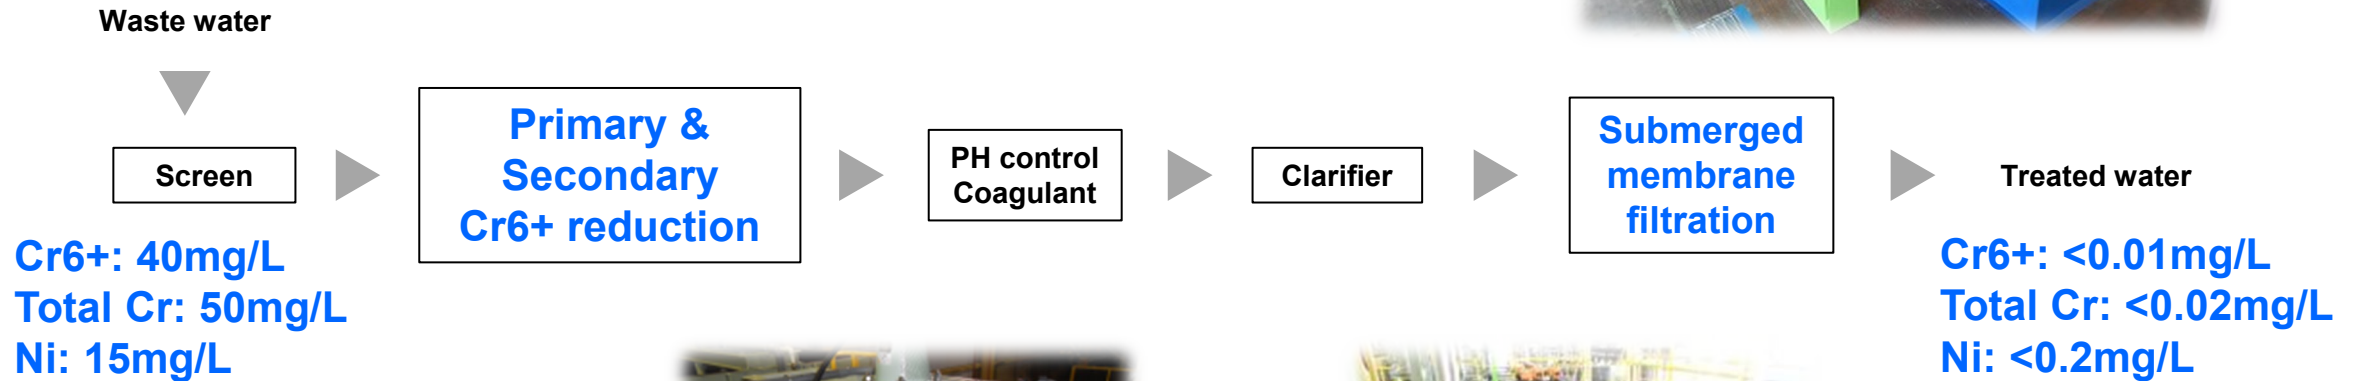 Waste water
Screen
Primary &
Secondary
Cr6+ reduction
PH control
Coagulant
Clarifier
Submerged
membrane
filtration
Treated water
Cr6+: 40mg/L
Total Cr: 50mg/L
Ni: 15mg/L
Cr6+: <0.01mg/L
Total Cr: <0.02mg/L
Ni: <0.2mg/L